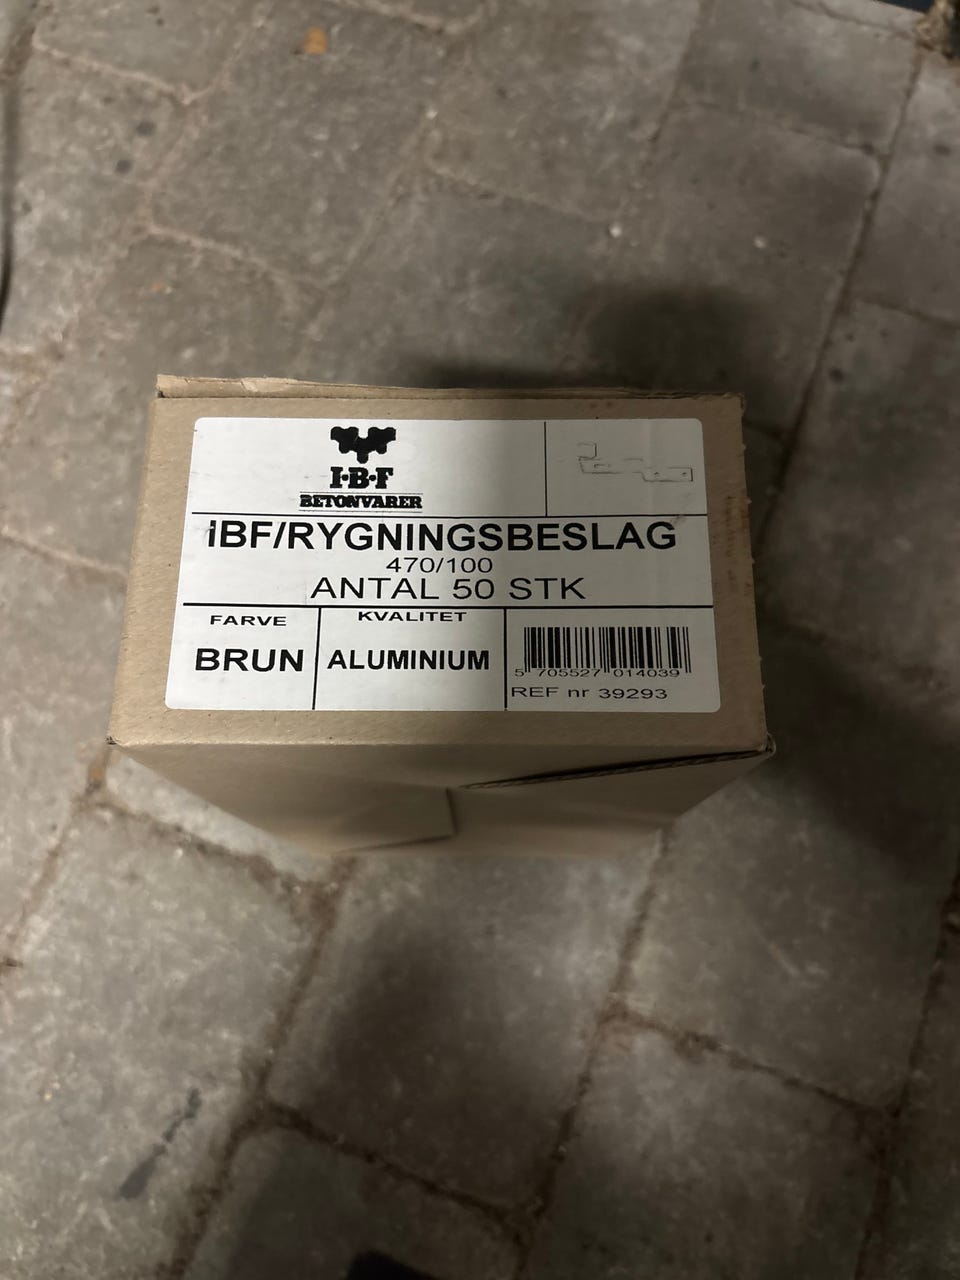 I·B·F
BETONVARER
IBF/RYGNINGSBESLAG
470/100
ANTAL 50 STK
FARVE
BRUN
KVALITET
ALUMINIUM
5 705527 014039
REF nr 39293